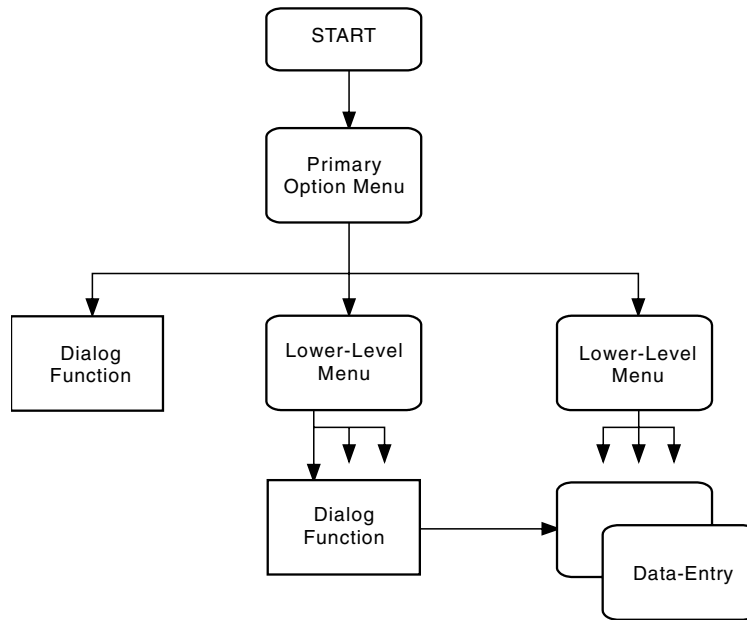 START
Primary
Option Menu
Dialog
Function
Lower-Level
Menu
Lower-Level
Menu
Dialog
Function
Data-Entry